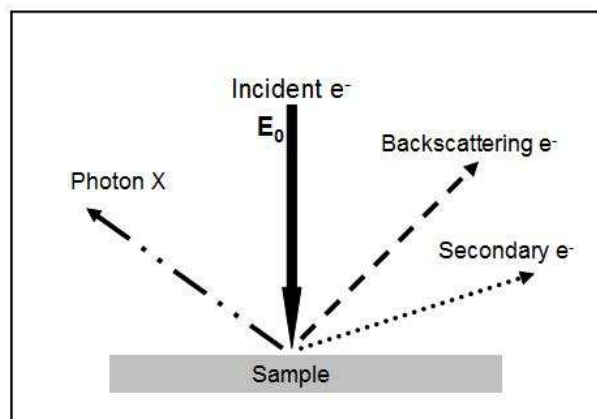 Incident e-
E0
Backscattering e-
Photon X
Secondary e-
Sample